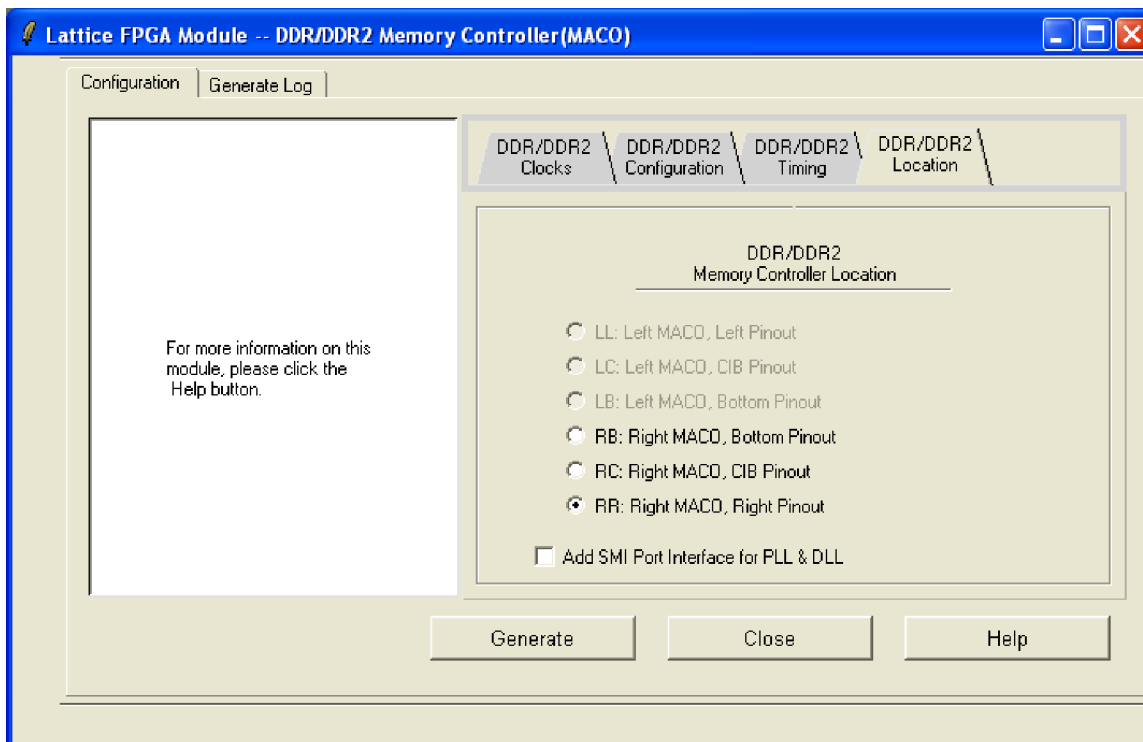 Lattice FPGA Module -- DDR/DDR2 Memory Controller(MACO)
Configuration
Generate Log
DDR/DDR2
Clocks
DDR/DDR2
Configuration
DDR/DDR2
Timing
DDR/DDR2
Location
For more information on this
module, please click the
Help button.
DDR/DDR2
Memory Controller Location
LL: Left MACO, Left Pinout
LC: Left MACO, CIB Pinout
LB: Left MACO, Bottom Pinout
RB: Right MACO, Bottom Pinout
RC: Right MACO, CIB Pinout
RR: Right MACO, Right Pinout
Add SMI Port Interface for PLL & DLL
Generate
Close
Help